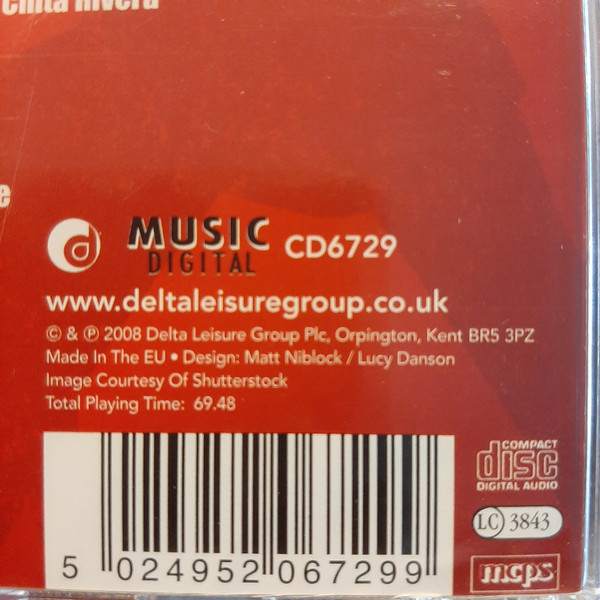 Chita Rivera
e
d MUSIC DIGITAL CD6729
www.deltaleisuregroup.co.uk
© & ℗ 2008 Delta Leisure Group Plc, Orpington, Kent BR5 3PZ
Made In The EU • Design: Matt Niblock / Lucy Danson
Image Courtesy Of Shutterstock
Total Playing Time: 69.48
COMPACT
disc
DIGITAL AUDIO
LC 3843
5 024952 067299
mcps